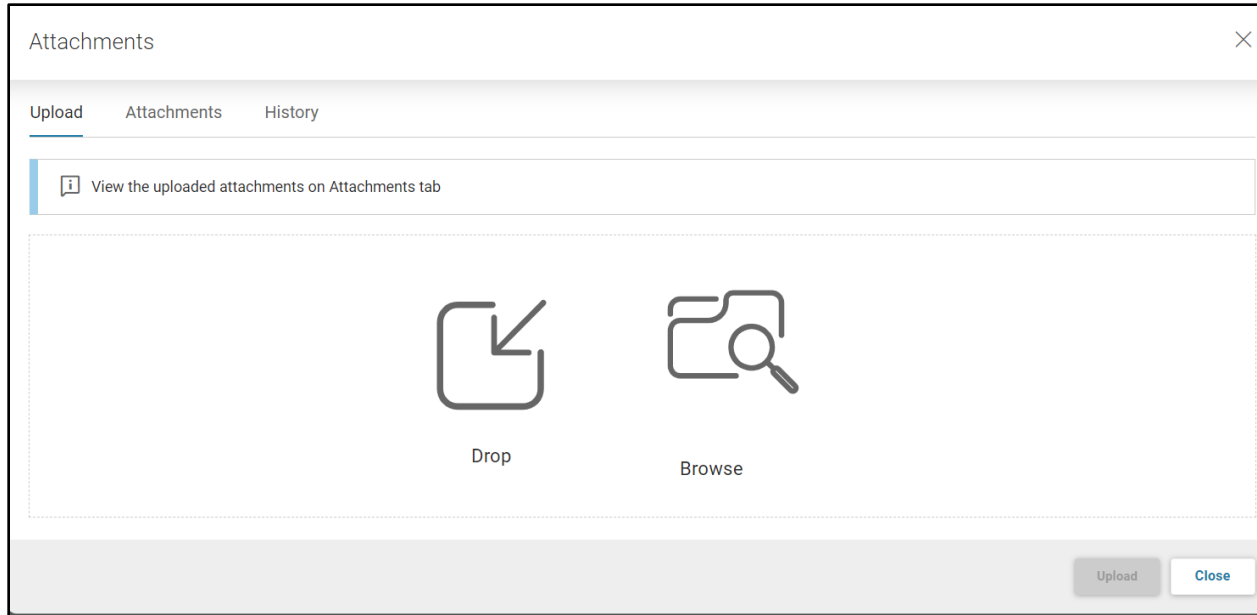 Attachments
Upload Attachments History
View the uploaded attachments on Attachments tab
Drop
Browse
Upload Close